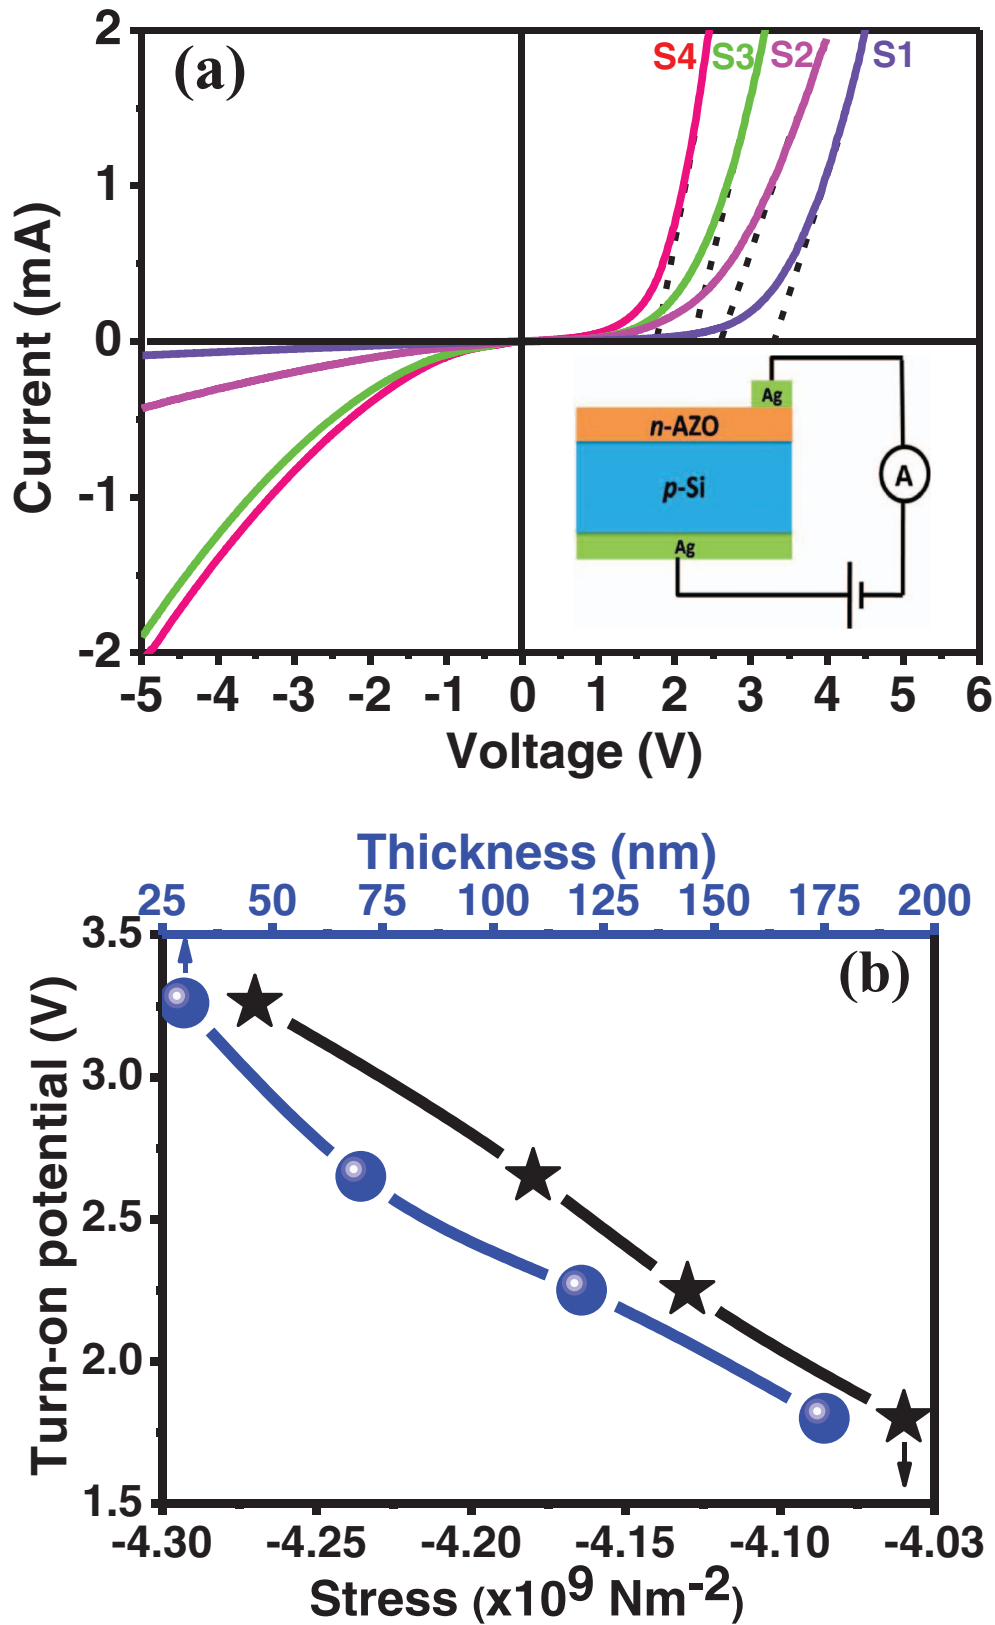 (a)
S4 S3 S2 S1
2
1
0
-1
-2
Current (mA)
Ag
n-AZO
p-Si
Ag
A
-5 -4 -3 -2 -1 0 1 2 3 4 5 6
Voltage (V)
Thickness (nm)
25 50 75 100 125 150 175 200
(b)
3.5
3.0
2.5
2.0
1.5
Turn-on potential (V)
-4.30 -4.25 -4.20 -4.15 -4.10 -4.03
Stress (x10⁹ Nm⁻²)